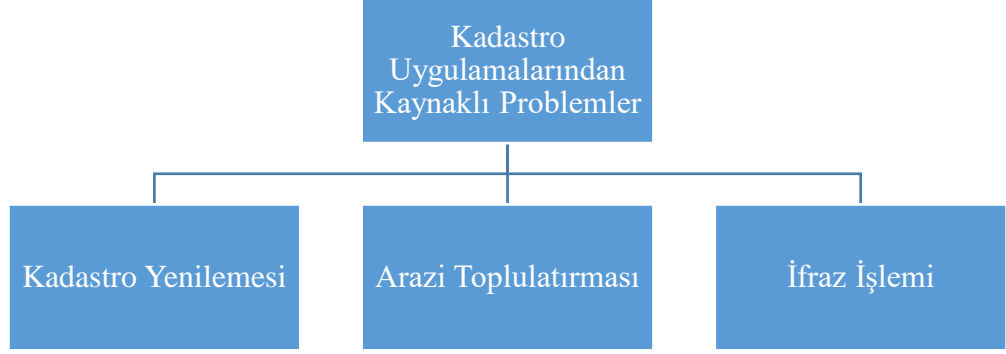 Kadastro
Uygulamalarından
Kaynaklı Problemler
Kadastro Yenilemesi
Arazi Toplulatırması
İfraz İşlemi